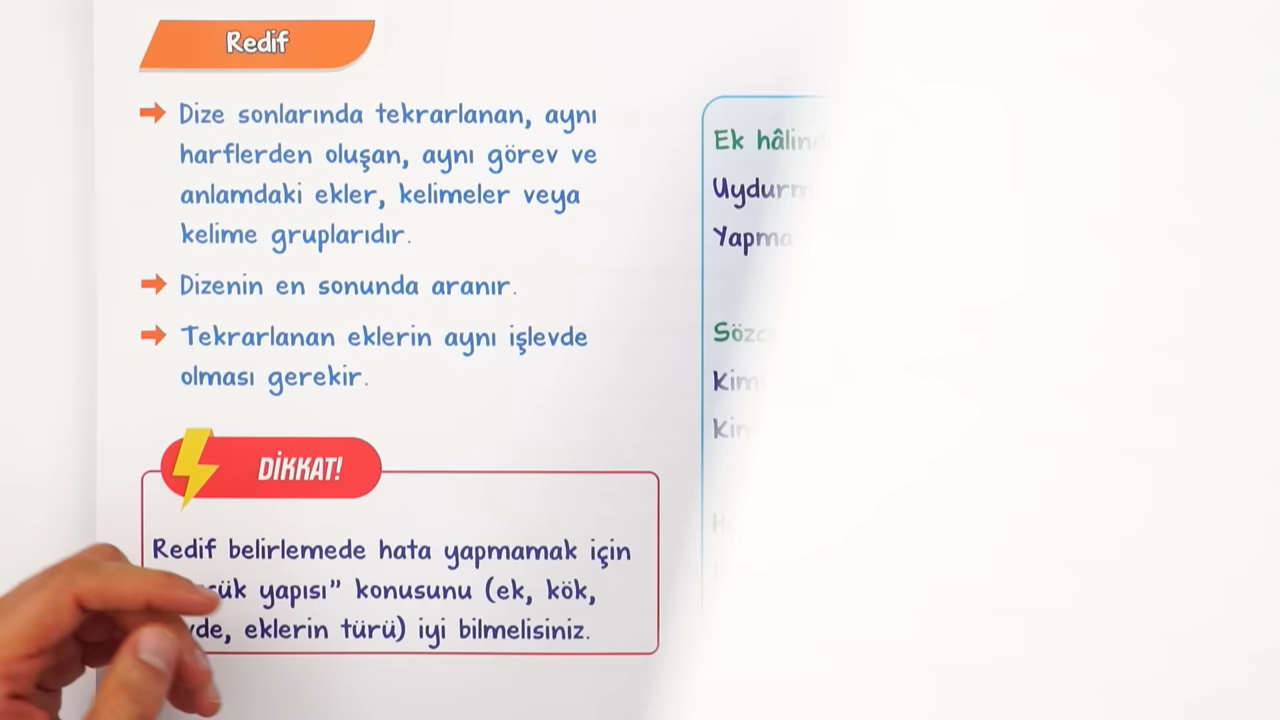 Redif
Dize sonlarında tekrarlanan, aynı
harflerden oluşan, aynı görev ve
anlamdaki ekler, kelimeler veya
kelime gruplarıdır.
Dizenin en sonunda aranır.
Tekrarlanan eklerin aynı işlevde
olması gerekir.
DİKKAT!
Redif belirlemede hata yapmamak için
yapısı” konusunu (ek, kök,
eklerin türü) iyi bilmelisiniz.
Ek